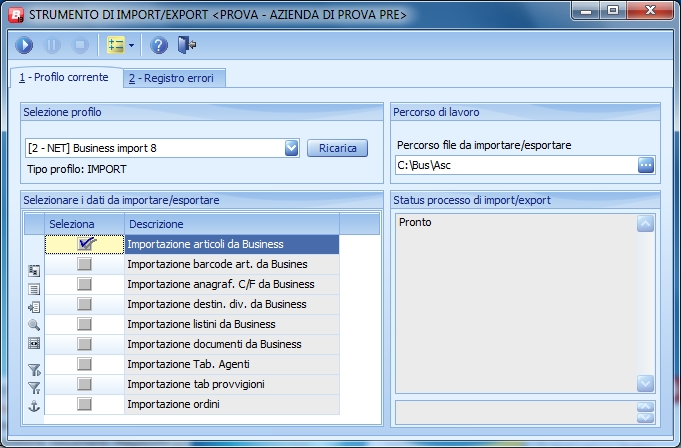 STRUMENTO DI IMPORT/EXPORT <PROVA - AZIENDA DI PROVA PRE>
1 - Profilo corrente
2 - Registro errori
Selezione profilo
[2 - NET] Business import 8
Ricarica
Tipo profilo: IMPORT
Percorso di lavoro
Percorso file da importare/esportare
C:\Bus\Asc
Selezionare i dati da importare/esportare
Seleziona
Descrizione
Importazione articoli da Business
Importazione barcode art. da Busines
Importazione anagraf. C/F da Business
Importazione destin. div. da Business
Importazione listini da Business
Importazione documenti da Business
Importazione Tab. Agenti
Importazione tab provvigioni
Importazione ordini
Status processo di import/export
Pronto